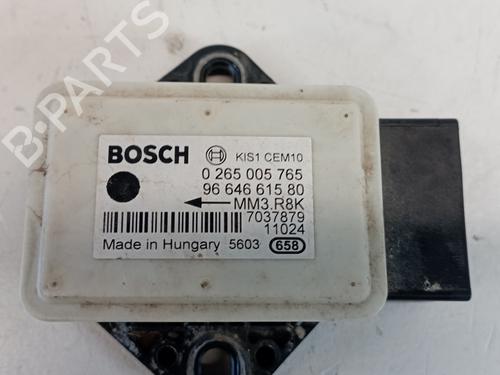 BOSCH KIS1 CEM10
0 265 005 765
96 646 615 80
MM3.R8K
7037879
11024
Made in Hungary 5603 658
B-PARTS